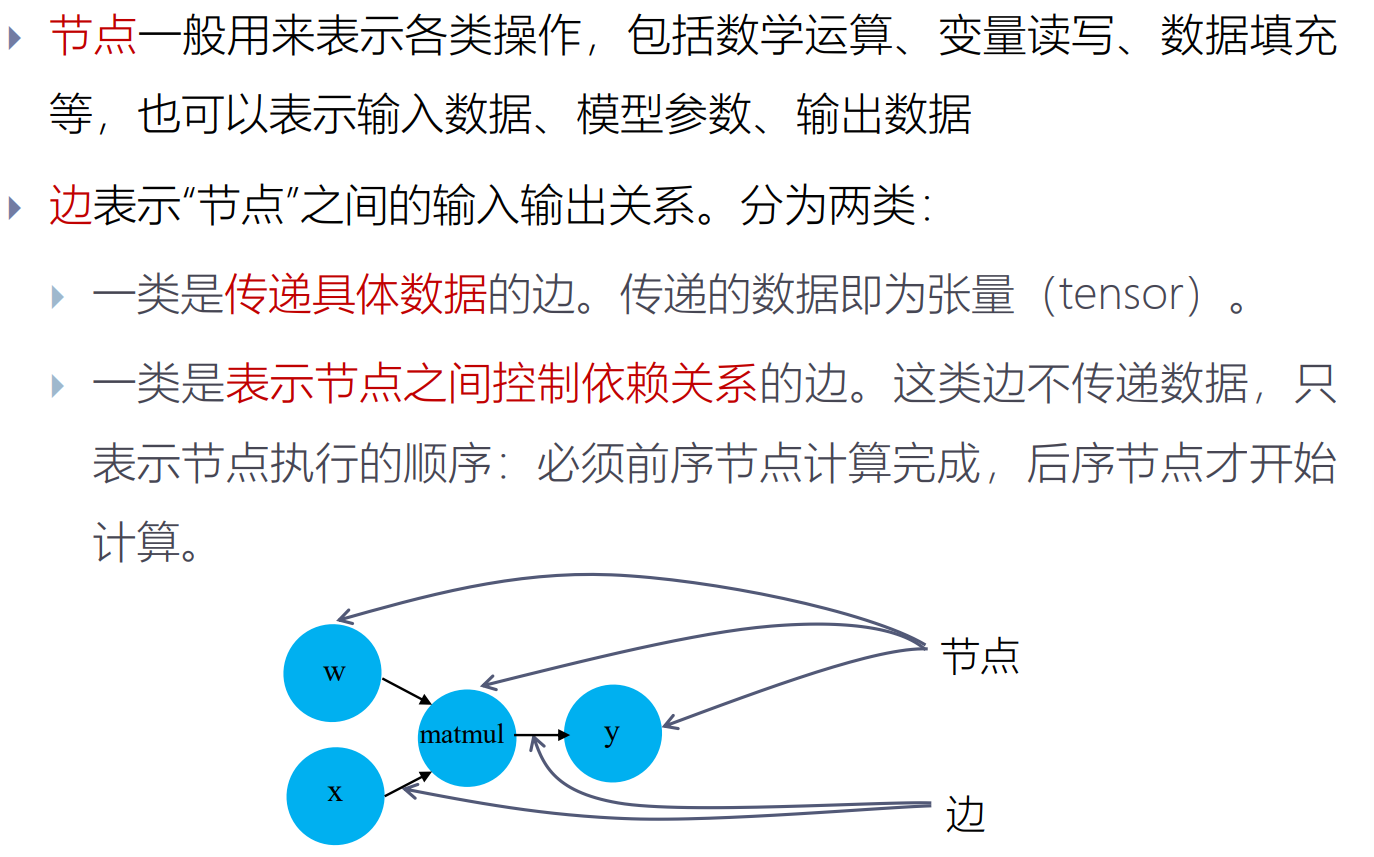 节点一般用来表示各类操作，包括数学运算、变量读写、数据填充
等，也可以表示输入数据、模型参数、输出数据
边表示“节点”之间的输入输出关系。分为两类：
一类是传递具体数据的边。传递的数据即为张量（tensor）。
一类是表示节点之间控制依赖关系的边。这类边不传递数据，只
表示节点执行的顺序：必须前序节点计算完成，后序节点才开始
计算。
节点
w
matmul
y
x
边